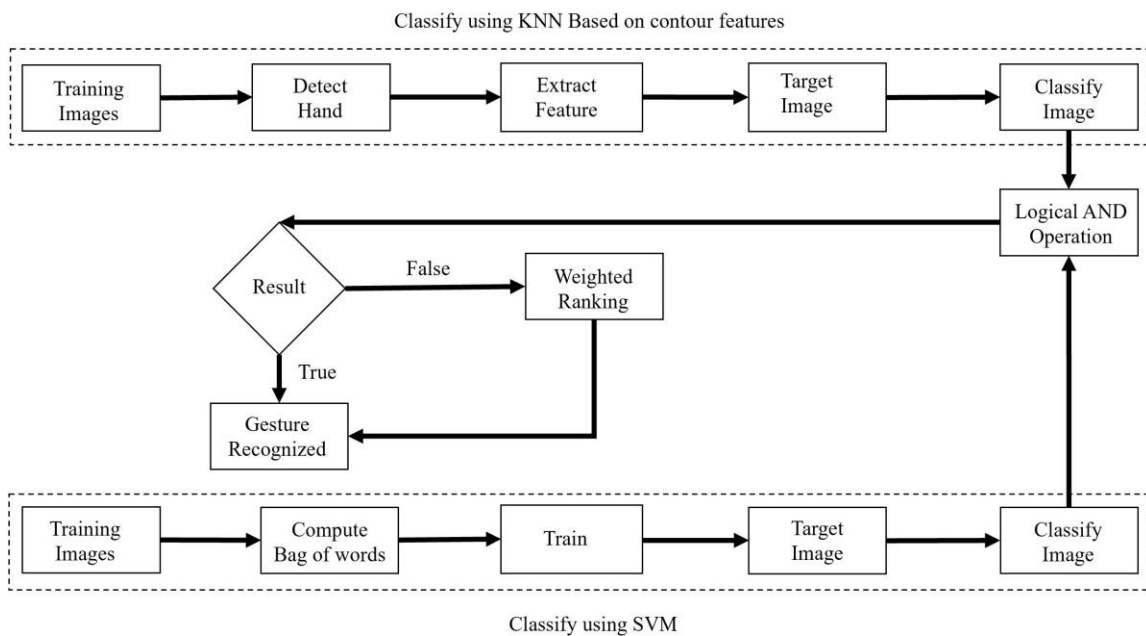 Classify using KNN Based on contour features
Training
Images
Detect
Hand
Extract
Feature
Target
Image
Classify
Image
Logical AND
Operation
Result
False
Weighted
Ranking
True
Gesture
Recognized
Training
Images
Compute
Bag of words
Train
Target
Image
Classify
Image
Classify using SVM